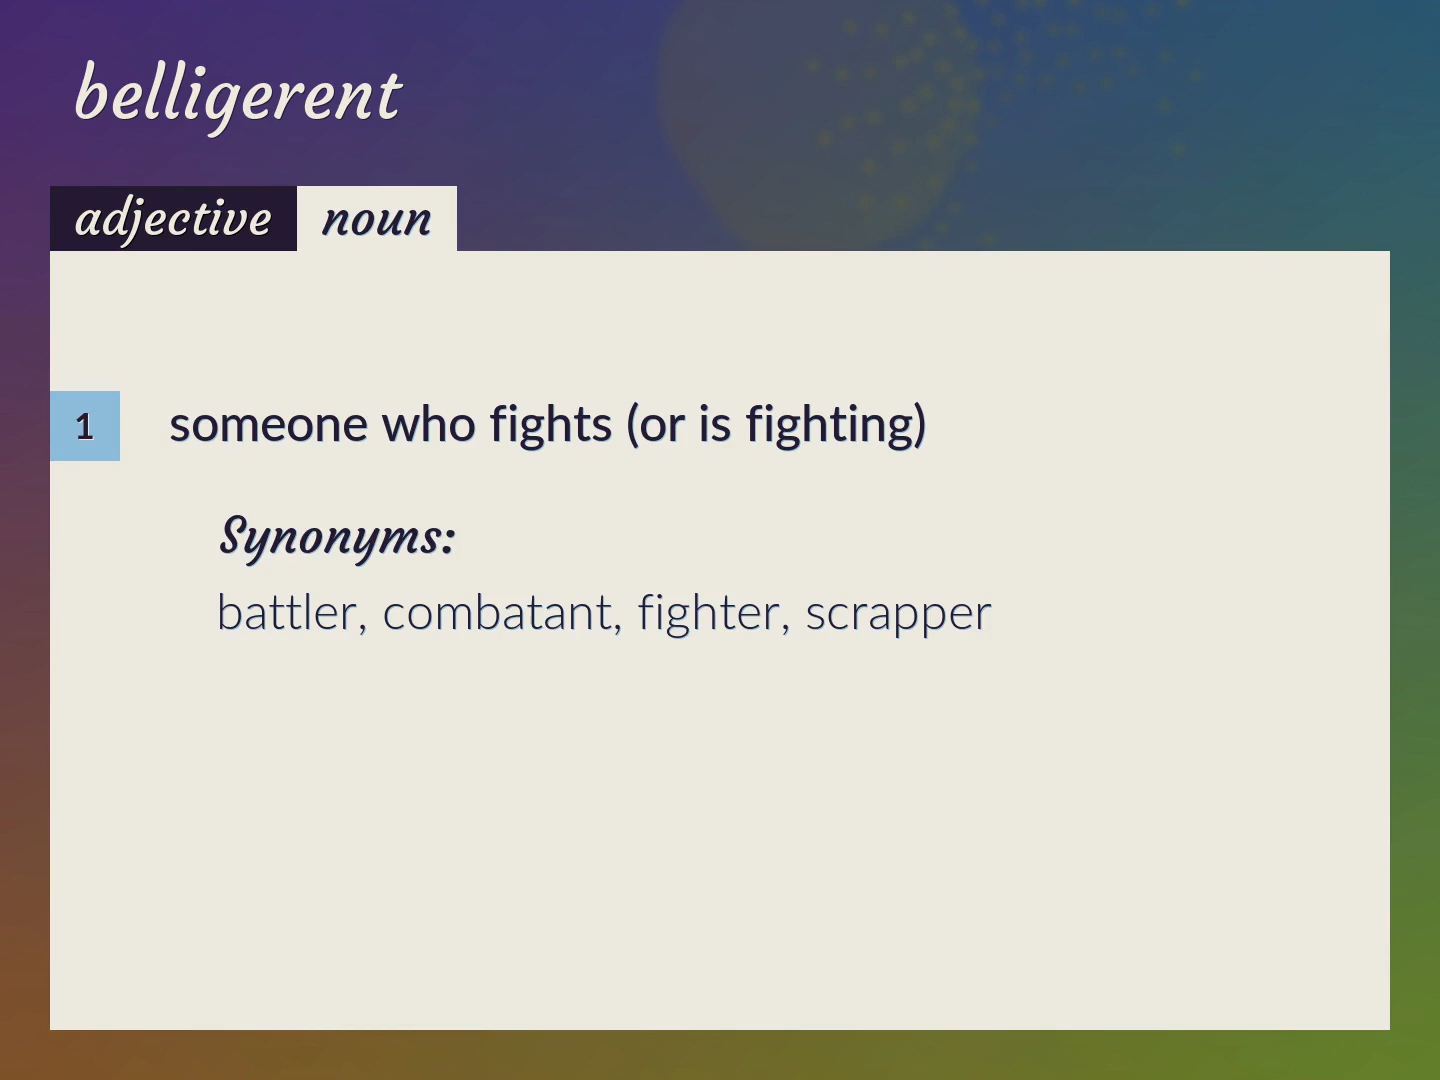 belligerent
adjective noun
1 someone who fights (or is fighting)
Synonyms:
battler, combatant, fighter, scrapper